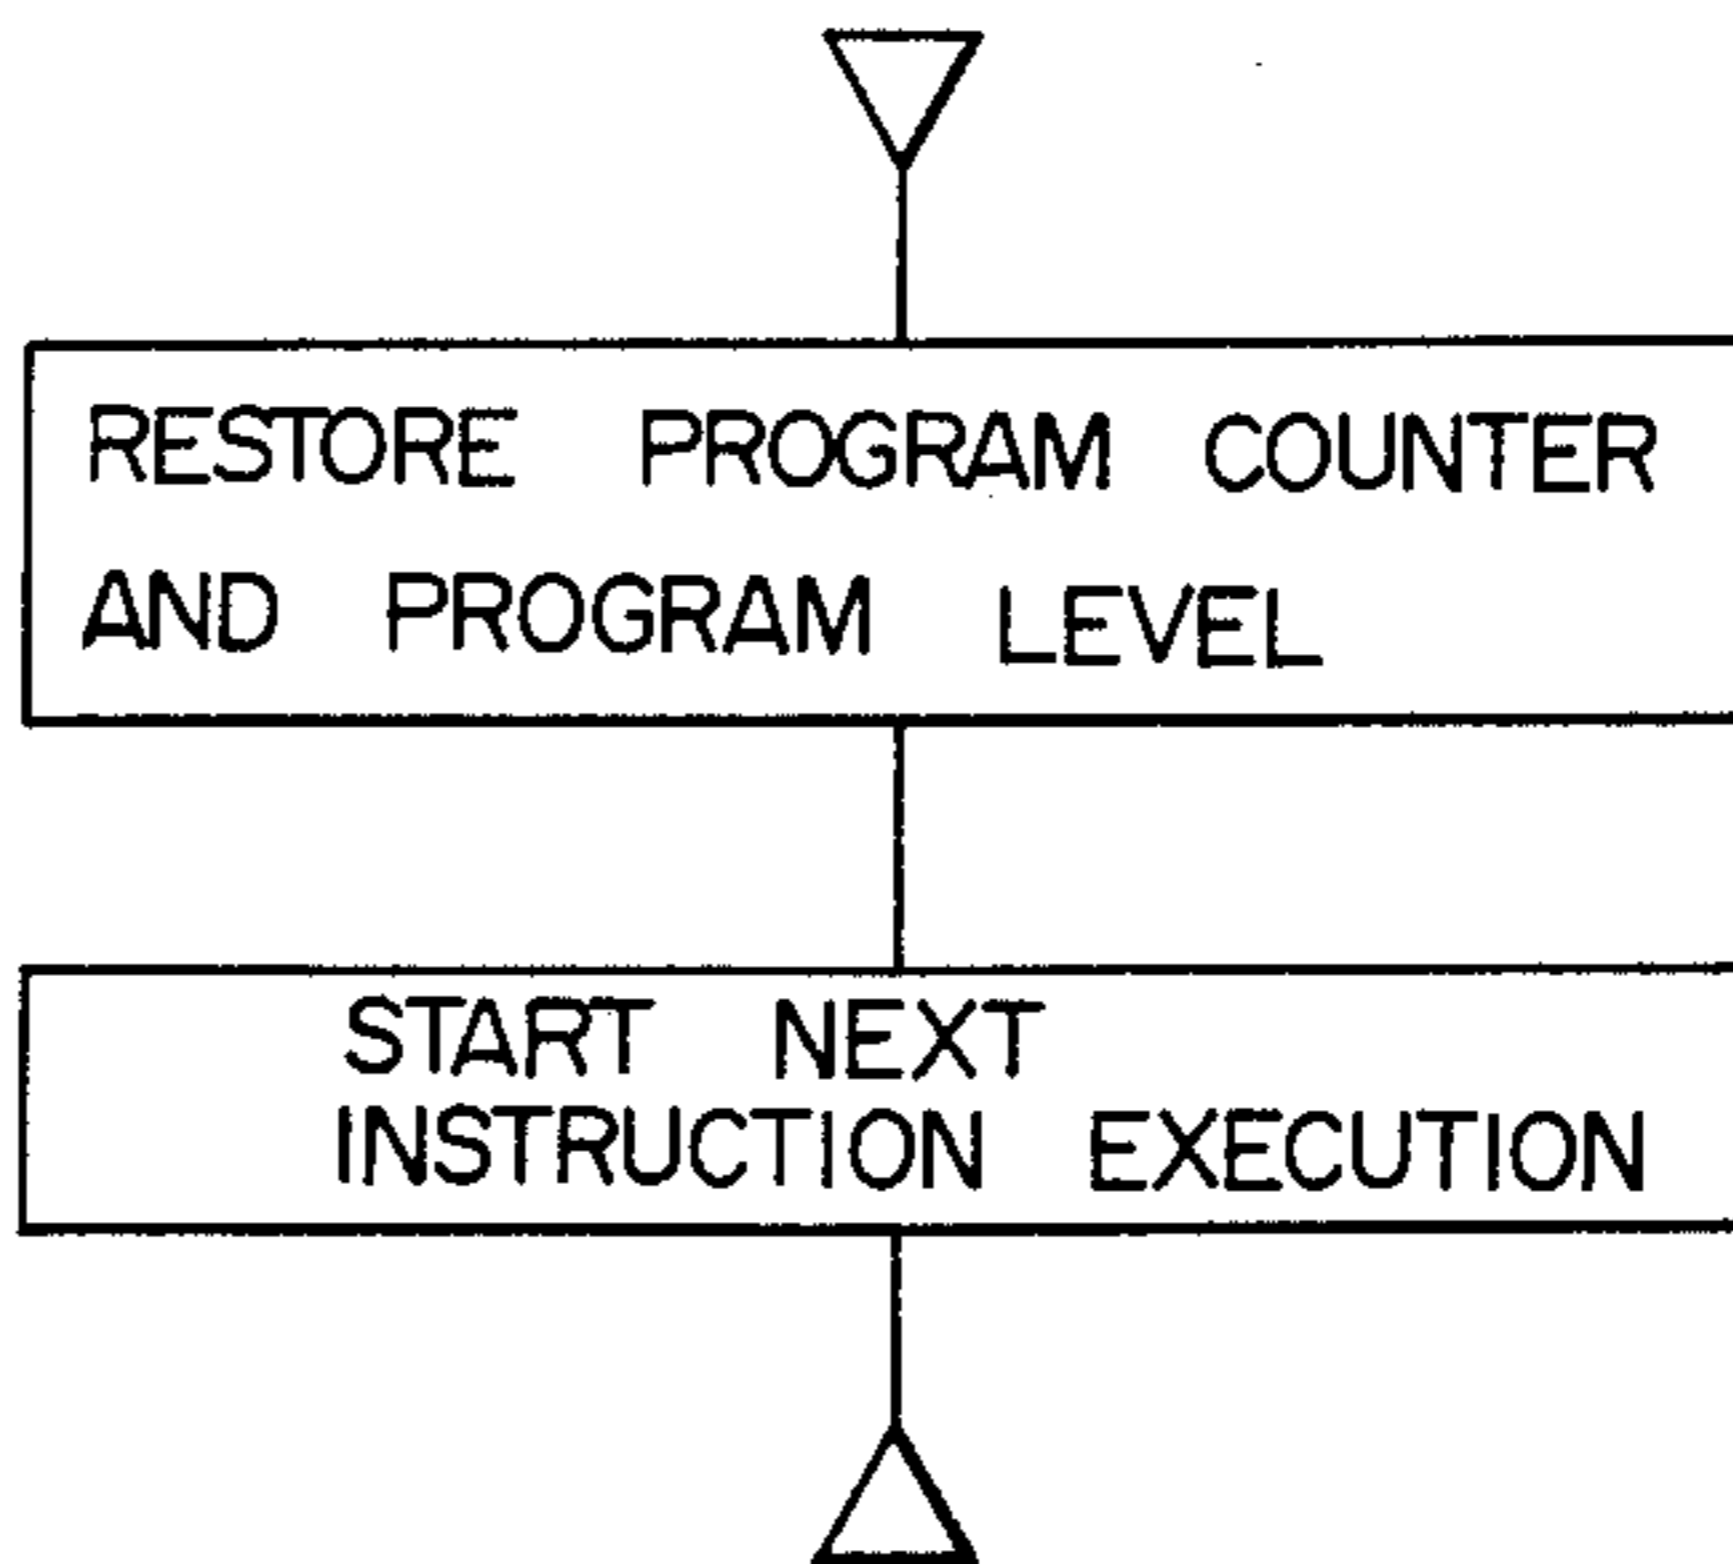 RESTORE PROGRAM COUNTER
AND PROGRAM LEVEL
START NEXT
INSTRUCTION EXECUTION